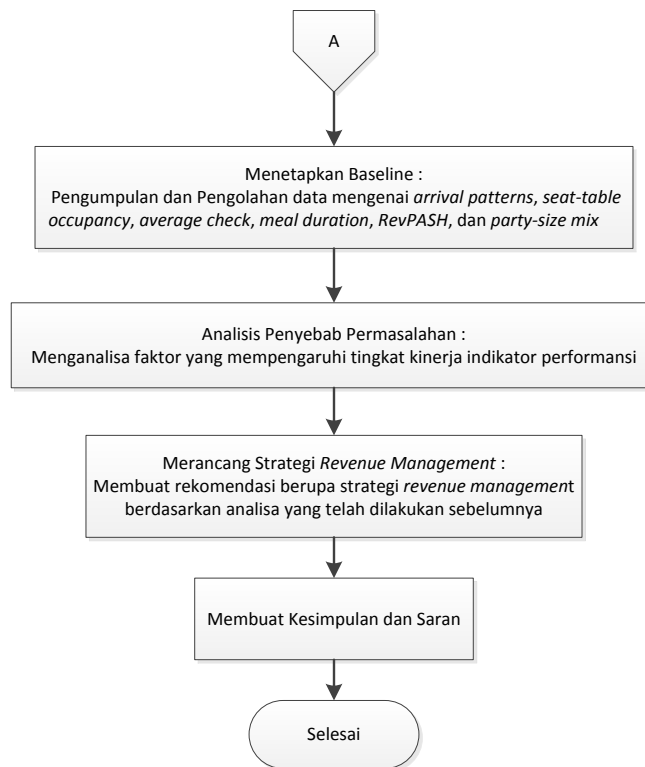 A
Menetapkan Baseline :
Pengumpulan dan Pengolahan data mengenai arrival patterns, seat-table
occupancy, average check, meal duration, RevPASH, dan party-size mix
Analisis Penyebab Permasalahan :
Menganalisa faktor yang mempengaruhi tingkat kinerja indikator performansi
Merancang Strategi Revenue Management :
Membuat rekomendasi berupa strategi revenue management
berdasarkan analisa yang telah dilakukan sebelumnya
Membuat Kesimpulan dan Saran
Selesai